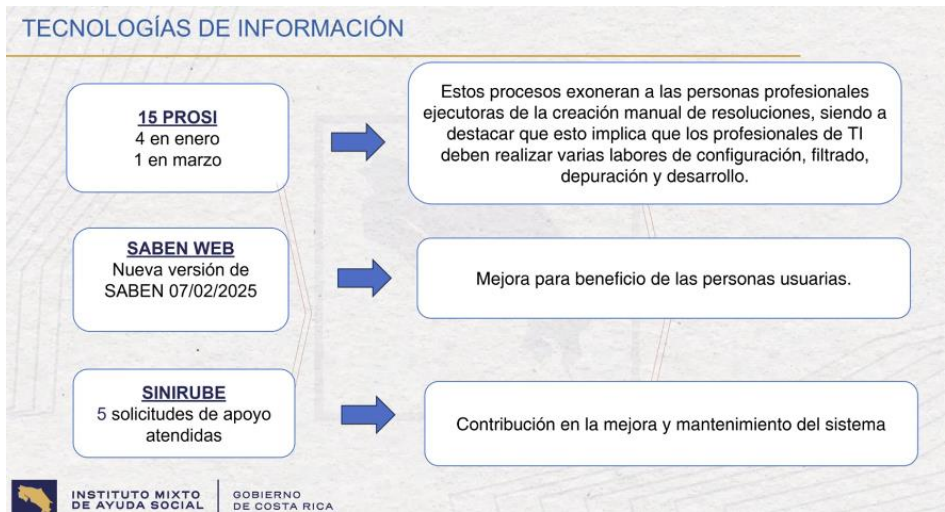 TECNOLOGÍAS DE INFORMACIÓN
15 PROSI
4 en enero
1 en marzo
Estos procesos exoneran a las personas profesionales
ejecutoras de la creación manual de resoluciones, siendo a
destacar que esto implica que los profesionales de TI
deben realizar varias labores de configuración, filtrado,
depuración y desarrollo.
SABEN WEB
Nueva versión de
SABEN 07/02/2025
Mejora para beneficio de las personas usuarias.
SINIRUBE
5 solicitudes de apoyo
atendidas
Contribución en la mejora y mantenimiento del sistema
INSTITUTO MIXTO
DE AYUDA SOCIAL
GOBIERNO
DE COSTA RICA